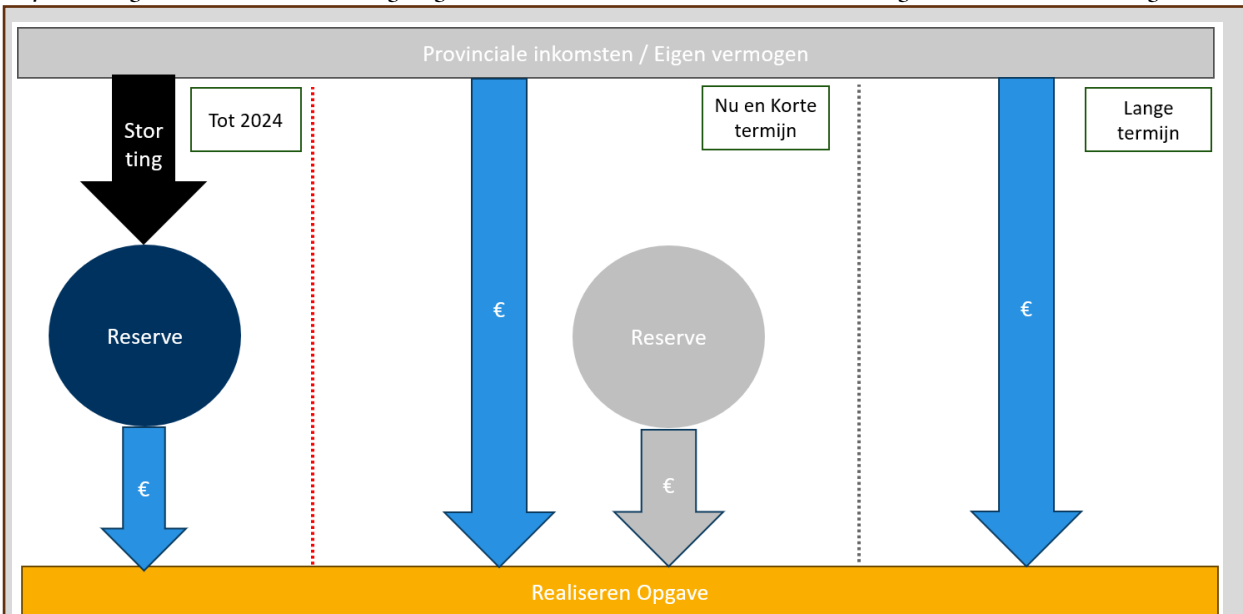 Provinciale inkomsten / Eigen vermogen
Stor
ting
Tot 2024
Nu en Korte
termijn
Lange
termijn
Reserve
€
Reserve
€
€
€
Realiseren Opgave